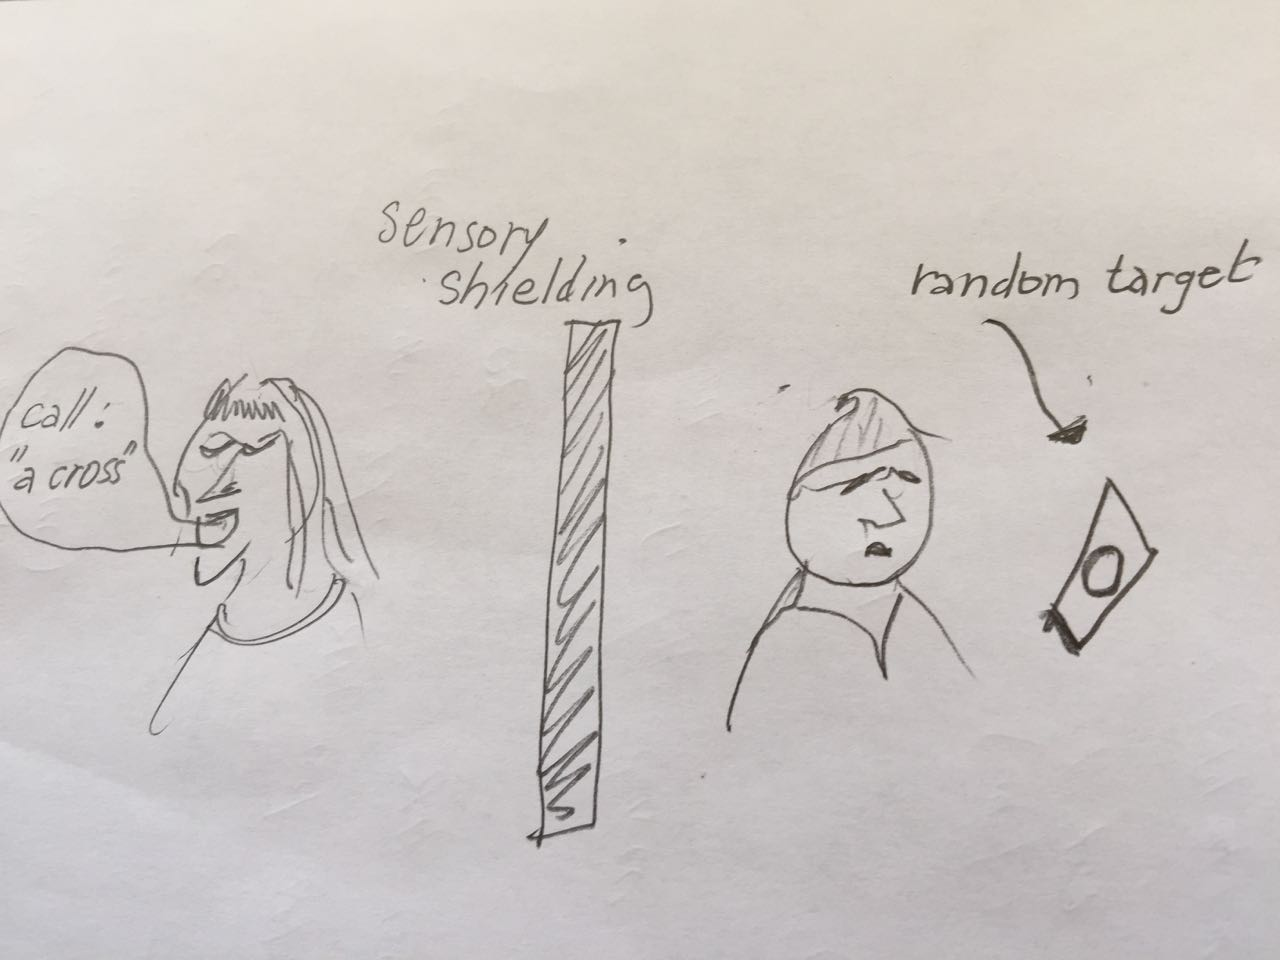 sensory
shielding
random target
call:
"a cross"